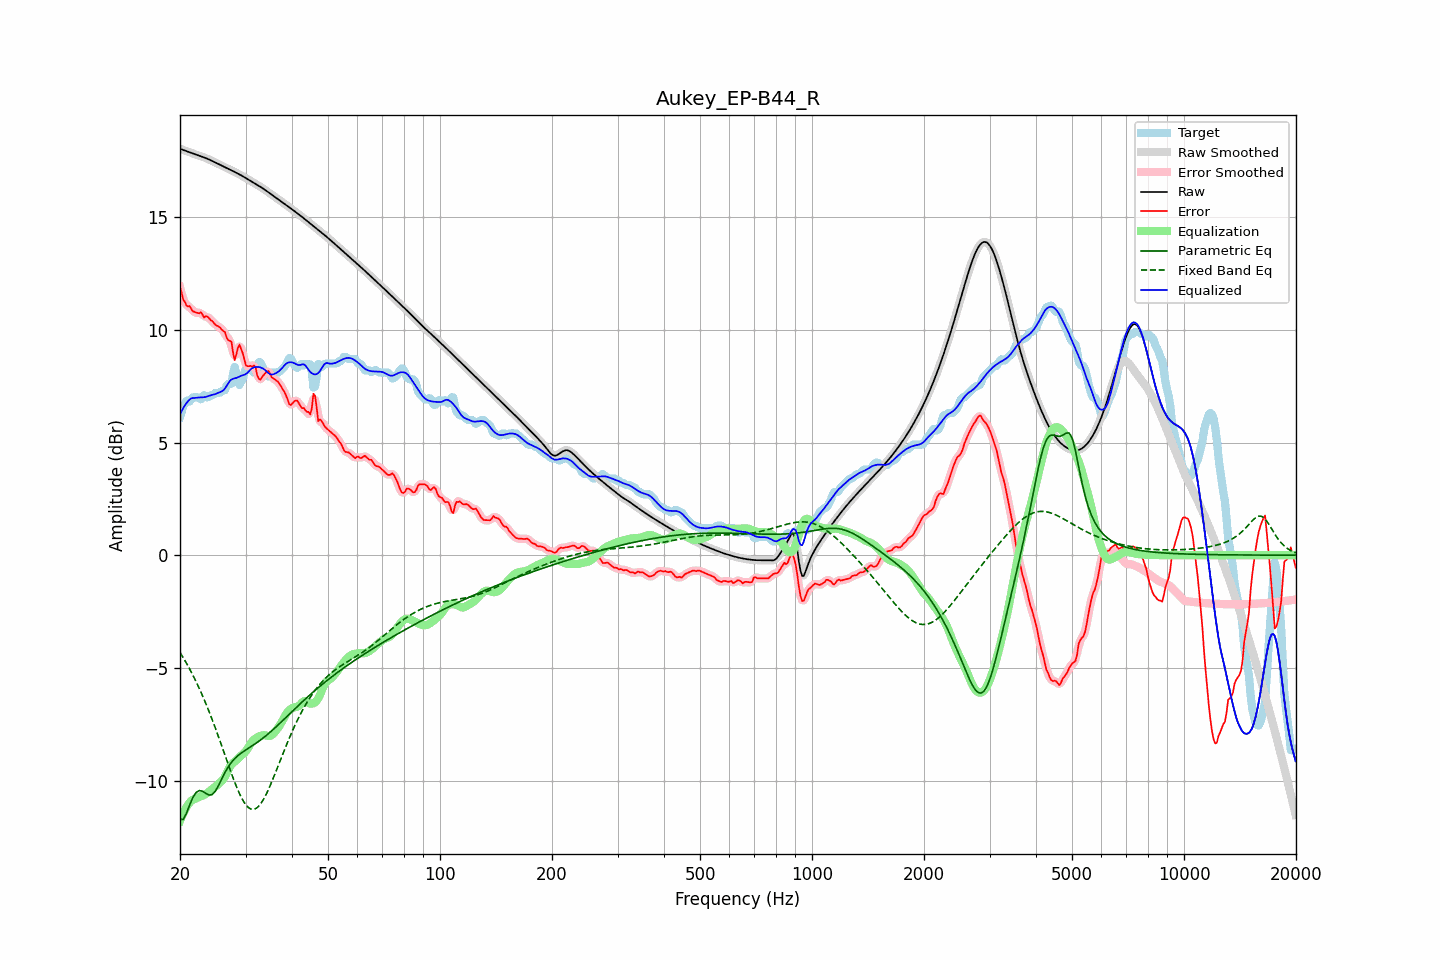 Aukey_EP-B44_R
Amplitude (dBr)
15
10
5
0
−5
−10
Target
Raw Smoothed
Error Smoothed
Raw
Error
Equalization
Parametric Eq
Fixed Band Eq
Equalized
20
50
100
200
500
1000
2000
5000
10000
20000
Frequency (Hz)